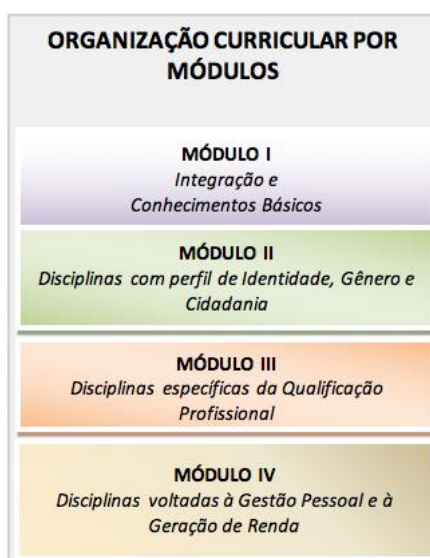 ORGANIZAÇÃO CURRICULAR POR
MÓDULOS
MÓDULO I
Integração e
Conhecimentos Básicos
MÓDULO II
Disciplinas com perfil de Identidade, Gênero e
Cidadania
MÓDULO III
Disciplinas específicas da Qualificação
Profissional
MÓDULO IV
Disciplinas voltadas à Gestão Pessoal e à
Geração de Renda